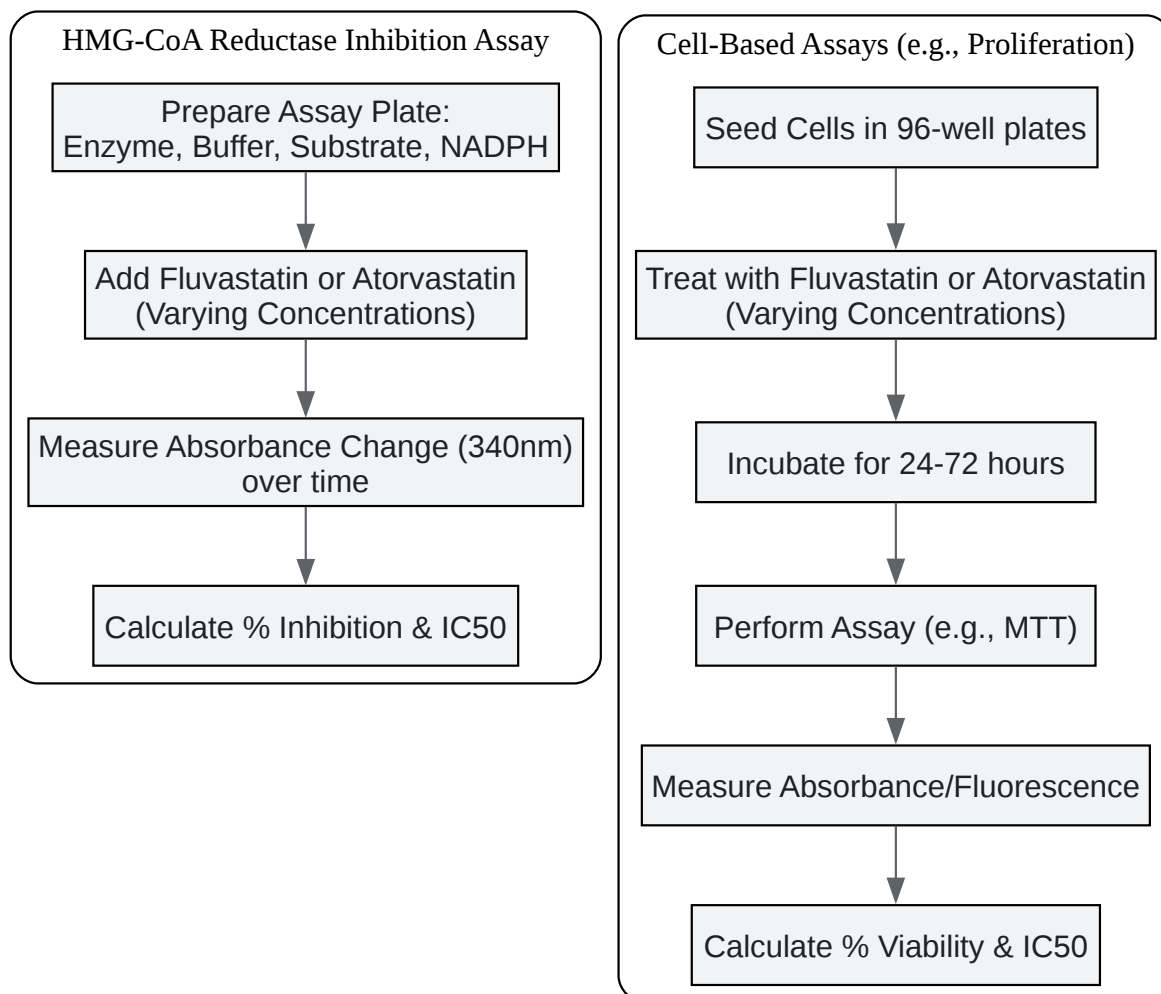 HMG-CoA Reductase Inhibition Assay
Prepare Assay Plate:
Enzyme, Buffer, Substrate, NADPH
Add Fluvastatin or Atorvastatin
(Varying Concentrations)
Measure Absorbance Change (340nm)
over time
Calculate % Inhibition & IC50
Cell-Based Assays (e.g., Proliferation)
Seed Cells in 96-well plates
Treat with Fluvastatin or Atorvastatin
(Varying Concentrations)
Incubate for 24-72 hours
Perform Assay (e.g., MTT)
Measure Absorbance/Fluorescence
Calculate % Viability & IC50